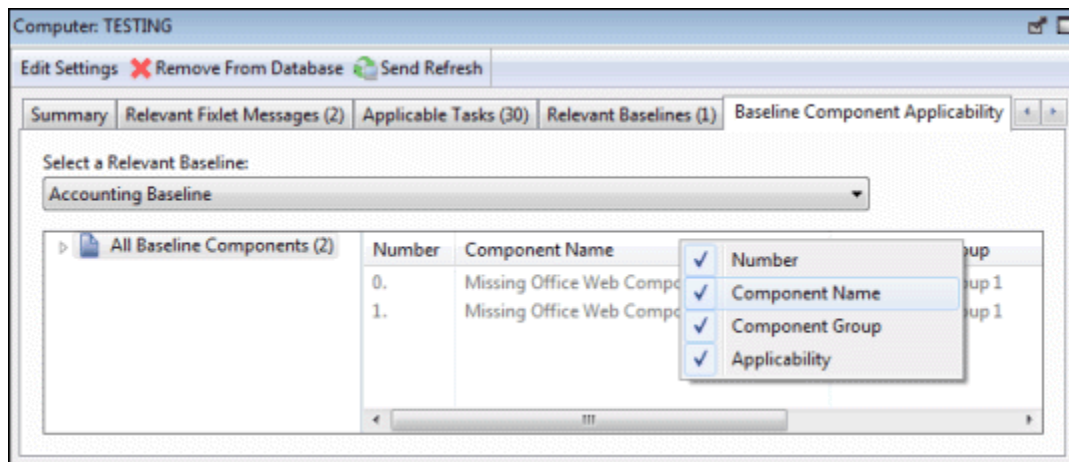 Computer: TESTING
Edit Settings Remove From Database Send Refresh
Summary Relevant Fixlet Messages (2) Applicable Tasks (30) Relevant Baselines (1) Baseline Component Applicability
Select a Relevant Baseline:
Accounting Baseline
All Baseline Components (2) Number Component Name
0. Missing Office Web 1
1. Missing Office Web 1
Number
Component Name
Component Group
Applicability